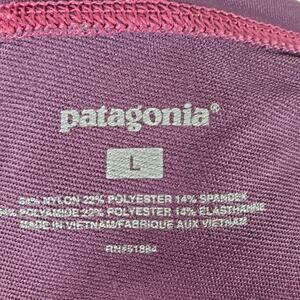 patagonia®
L
64% NYLON 22% POLYESTER 14% SPANDEX
64% POLYAMIDE 22% POLYESTER 14% ELASTHANNE
MADE IN VIETNAM/FABRIQUE AUX VIETNAM
RN#51884